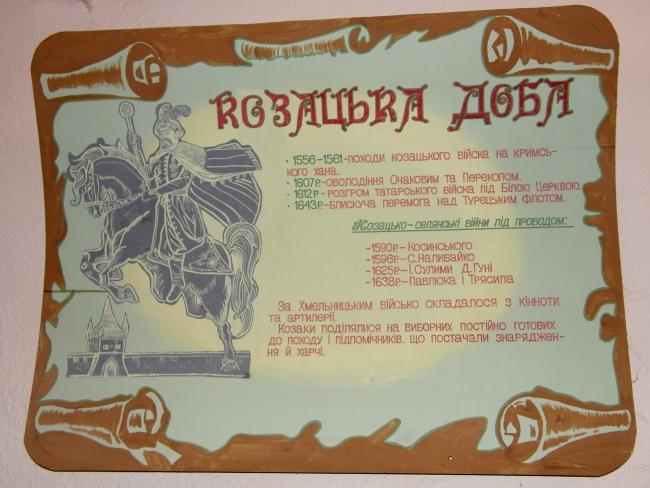 КОЗАЦЬКА ДОБА
• 1556-1561-походи козацького війска на кримсь-
кого хана.
• 1607р.-оволодіння Очаковим та Перекопом.
• 1612р.- розгром татарського війска під Білою Церквою.
• 1643р.-Блискуча перемога над Турецьким флотом.
Козацько-селянські війни під проводом:
-1590р.- Косинського
-1596р.- С.Наливайко
-1625р.- І.Сулими Д.Гуні
-1638р.- Павлюка і Трясила
За Хмельницьким військо складалося з кінноти
та артилерії.
Козаки поділялися на виборних постійно готових
до походу і підпомічників, що постачали знаряджен-
ня й харчі.